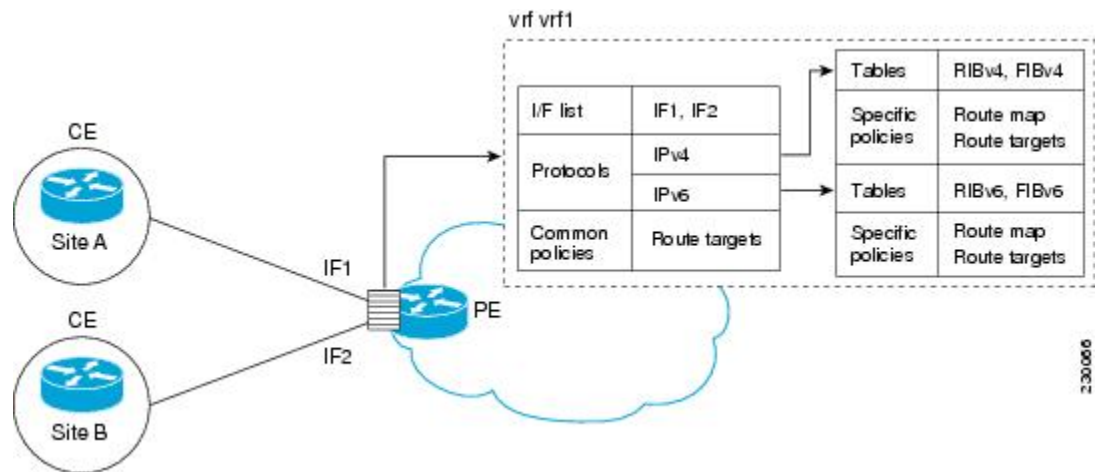 vrf vrf1
I/F list
IF1, IF2
Protocols
IPv4
IPv6
Common
policies
Route targets
Tables
RIBv4, FIBv4
Specific
policies
Route map
Route targets
Tables
RIBv6, FIBv6
Specific
policies
Route map
Route targets
CE
Site A
IF1
CE
Site B
IF2
PE
230066